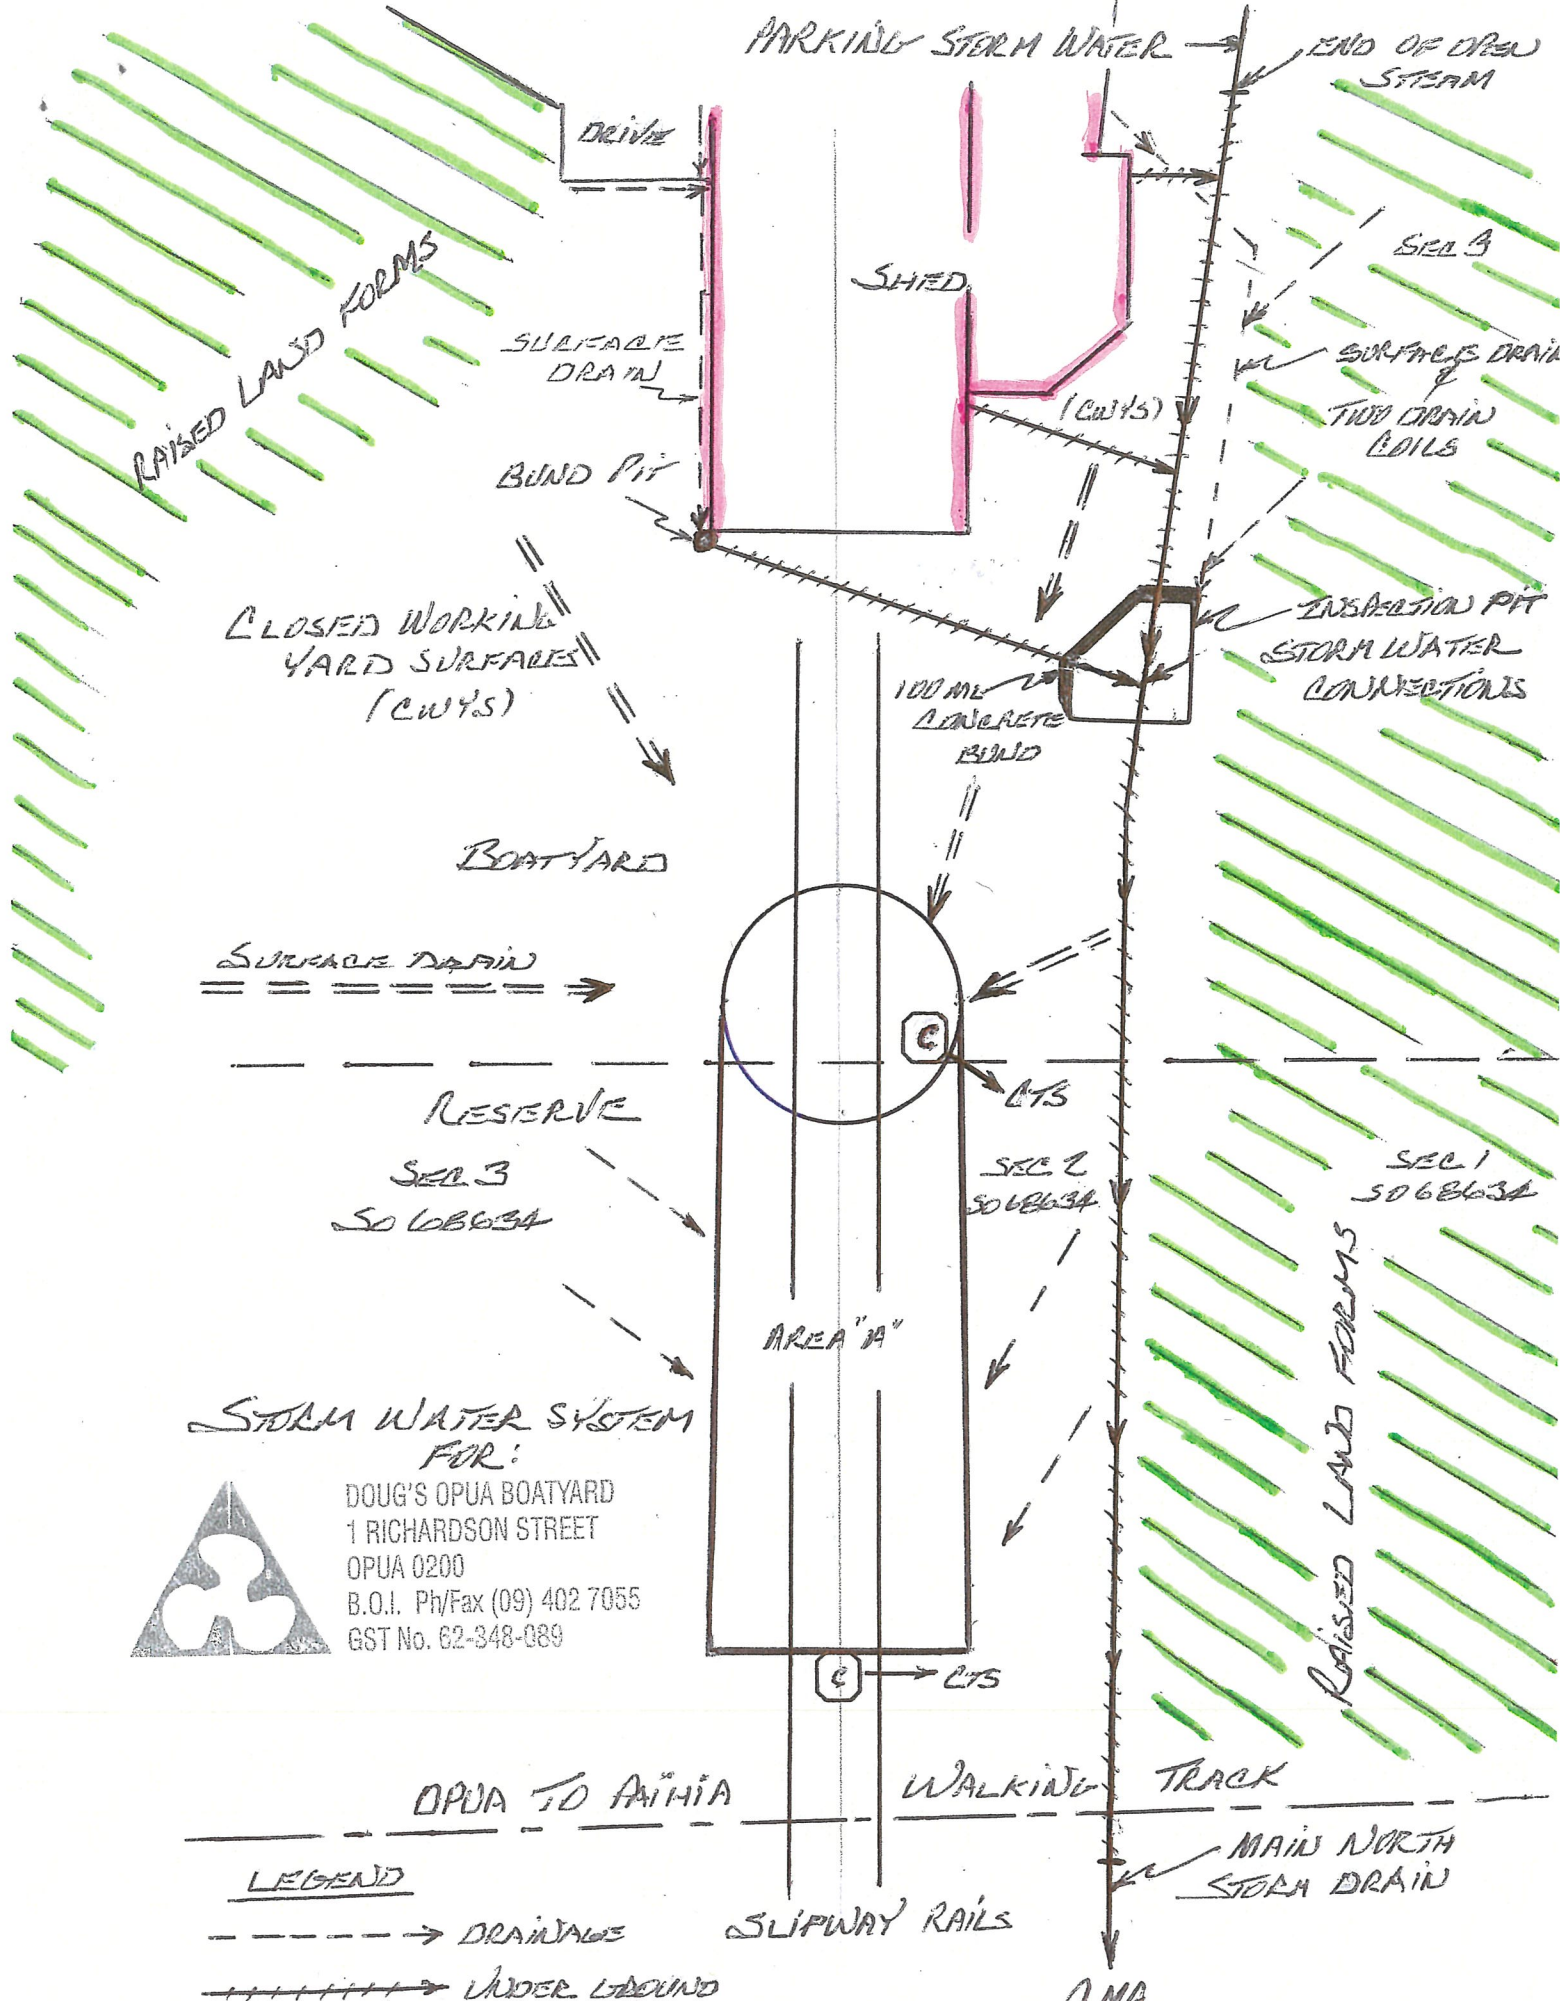 PARKING STORM WATER
END OF OPEN
STEAM
DRIVE
RAISED LAND FORMS
SHED
SEC 3
SURFACE
DRAIN
SURFACE DRAIN
&
TWO DRAIN
COILS
(CWYS)
BUND PIT
CLOSED WORKING
YARD SURFACES
(CWYS)
INSPECTION PIT
STORM WATER
CONNECTIONS
100 ML
CONCRETE
BUND
BOATYARD
SURFACE DRAIN
C
CTS
RESERVE
SEC 3
SO 68634
SEC 2
SO 68634
SEC 1
SO 68634
AREA "A"
RAISED LAND FORMS
STORM WATER SYSTEM
FOR:
DOUG'S OPUA BOATYARD
1 RICHARDSON STREET
OPUA 0200
B.O.I. Ph/Fax (09) 402 7055
GST No. 62-348-089
C
CTS
OPUA TO PAIHIA WALKING TRACK
MAIN NORTH
STORM DRAIN
LEGEND
DRAINAGE
UNDER GROUND
SLIPWAY RAILS